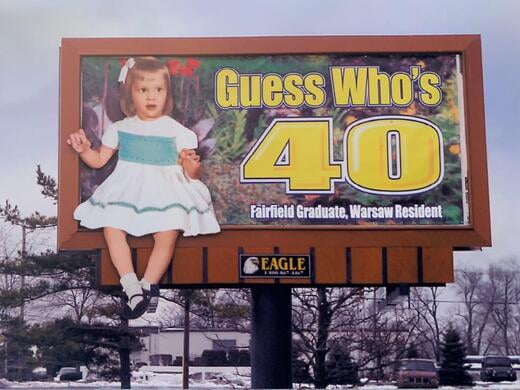 Guess Who's
40
Fairfield Graduate, Warsaw Resident
EAGLE